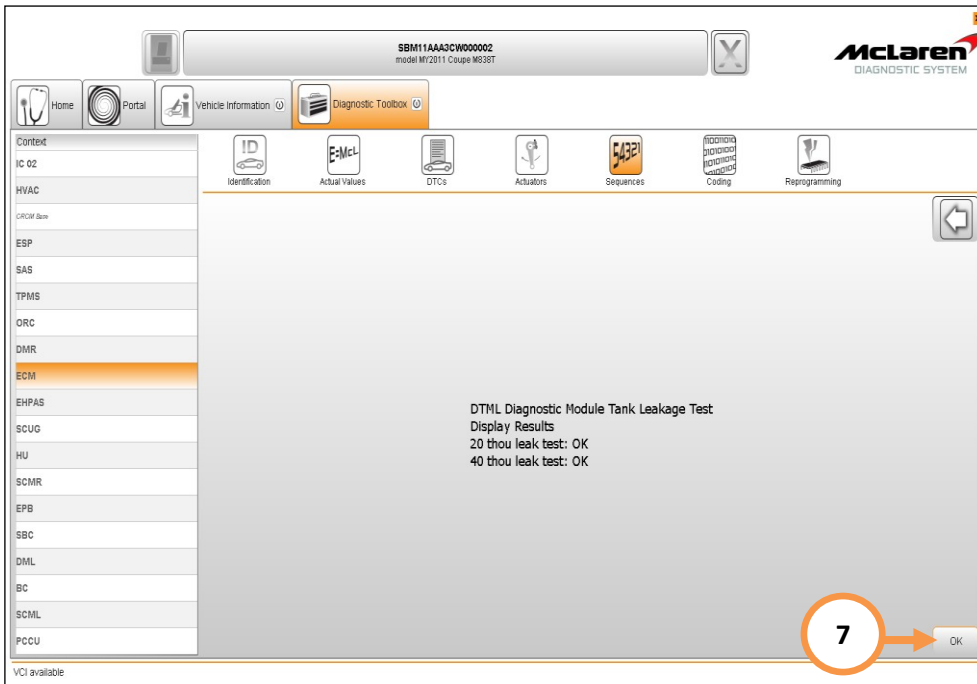 SBM11AAA3CW000002
model MY2011 Coupe M838T
McLaren
DIAGNOSTIC SYSTEM
Home
Portal
Vehicle Information
Diagnostic Toolbox
Context
IC 02
HVAC
CRCM Base
ESP
SAS
TPMS
ORC
DMR
ECM
EHPAS
SCUG
HU
SCMR
EPB
SBC
DML
BC
SCML
PCCU
ID
Identification
E=McL
Actual Values
DTCs
Actuators
54321
Sequences
Coding
Reprogramming
DTML Diagnostic Module Tank Leakage Test
Display Results
20 thou leak test: OK
40 thou leak test: OK
7
OK
VCI available